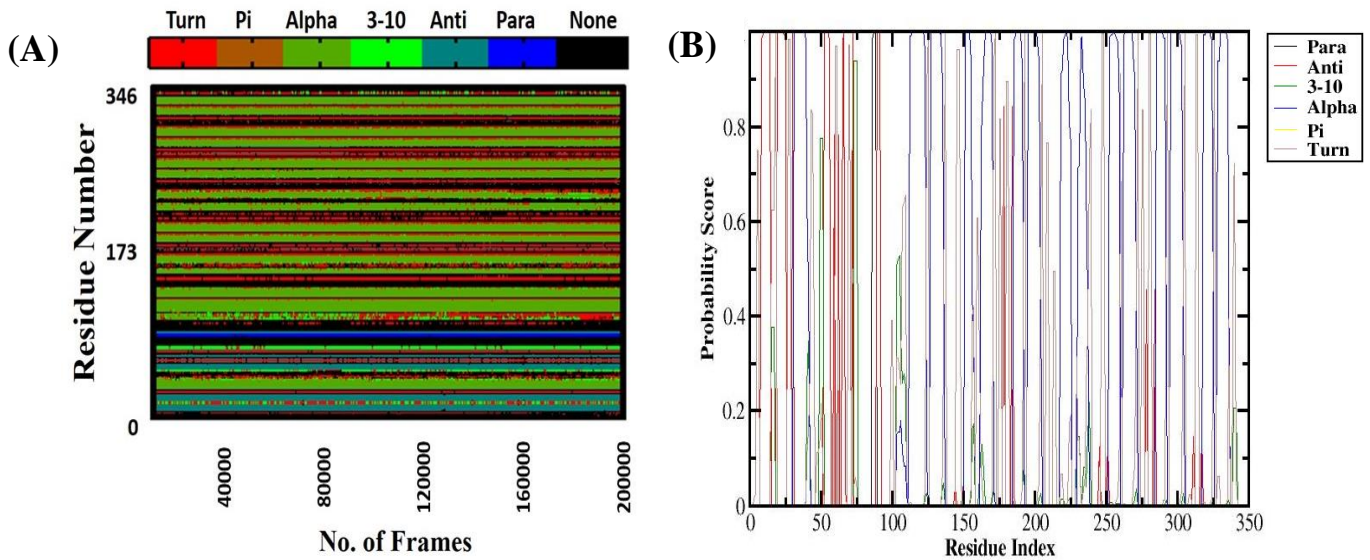 (A)
Turn Pi Alpha 3-10 Anti Para None
346
173
0
Residue Number
40000 80000 120000 160000 200000
No. of Frames
(B)
0.8
0.6
0.4
0.2
0
Probability Score
0 50 100 150 200 250 300 350
Residue Index
Para
Anti
3-10
Alpha
Pi
Turn